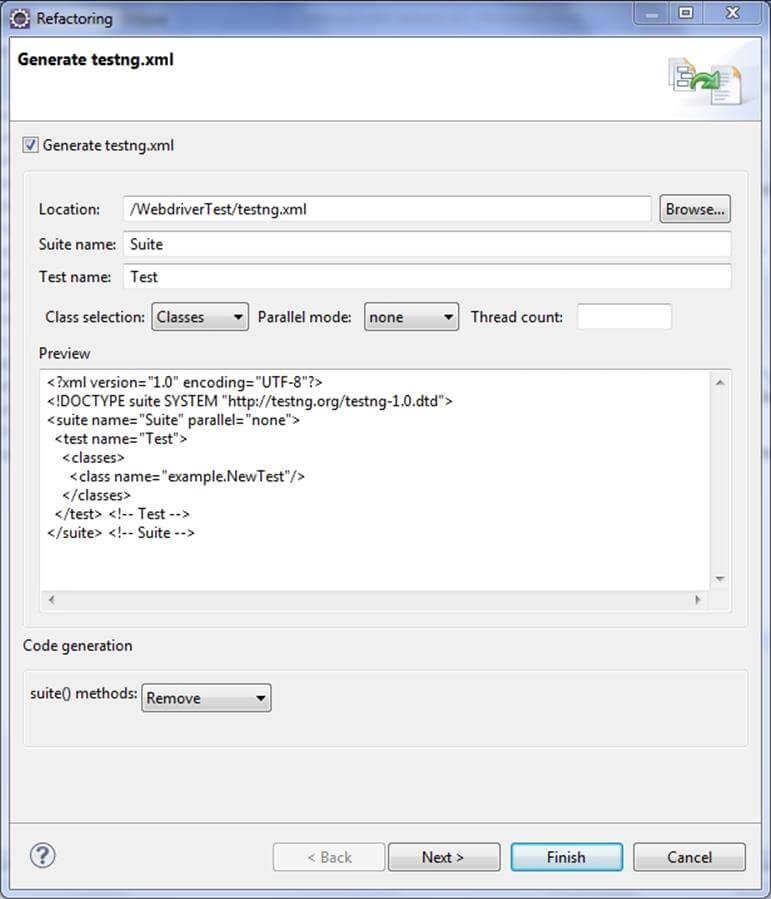 Refactoring
Generate testng.xml
Generate testng.xml
Location: /WebdriverTest/testng.xml Browse...
Suite name: Suite
Test name: Test
Class selection: Classes Parallel mode: none Thread count:
Preview
<?xml version="1.0" encoding="UTF-8"?>
<!DOCTYPE suite SYSTEM "http://testng.org/testng-1.0.dtd">
<suite name="Suite" parallel="none">
  <test name="Test">
    <classes>
      <class name="example.NewTest"/>
    </classes>
  </test> <!-- Test -->
</suite> <!-- Suite -->
Code generation
suite() methods: Remove
? < Back Next > Finish Cancel